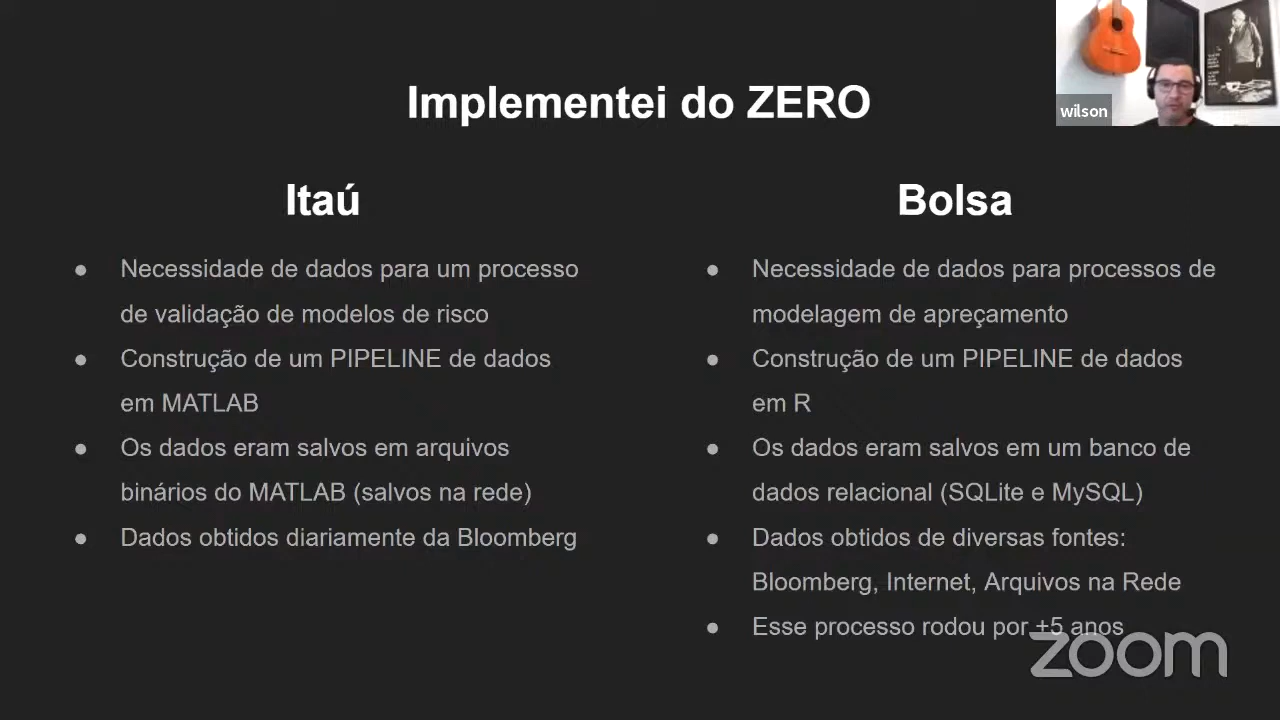 Implementei do ZERO
wilson
Itaú
Necessidade de dados para um processo
de validação de modelos de risco
Construção de um PIPELINE de dados
em MATLAB
Os dados eram salvos em arquivos
binários do MATLAB (salvos na rede)
Dados obtidos diariamente da Bloomberg
Bolsa
Necessidade de dados para processos de
modelagem de apreçamento
Construção de um PIPELINE de dados
em R
Os dados eram salvos em um banco de
dados relacional (SQLite e MySQL)
Dados obtidos de diversas fontes:
Bloomberg, Internet, Arquivos na Rede
Esse processo rodou por +5 anos
zoom